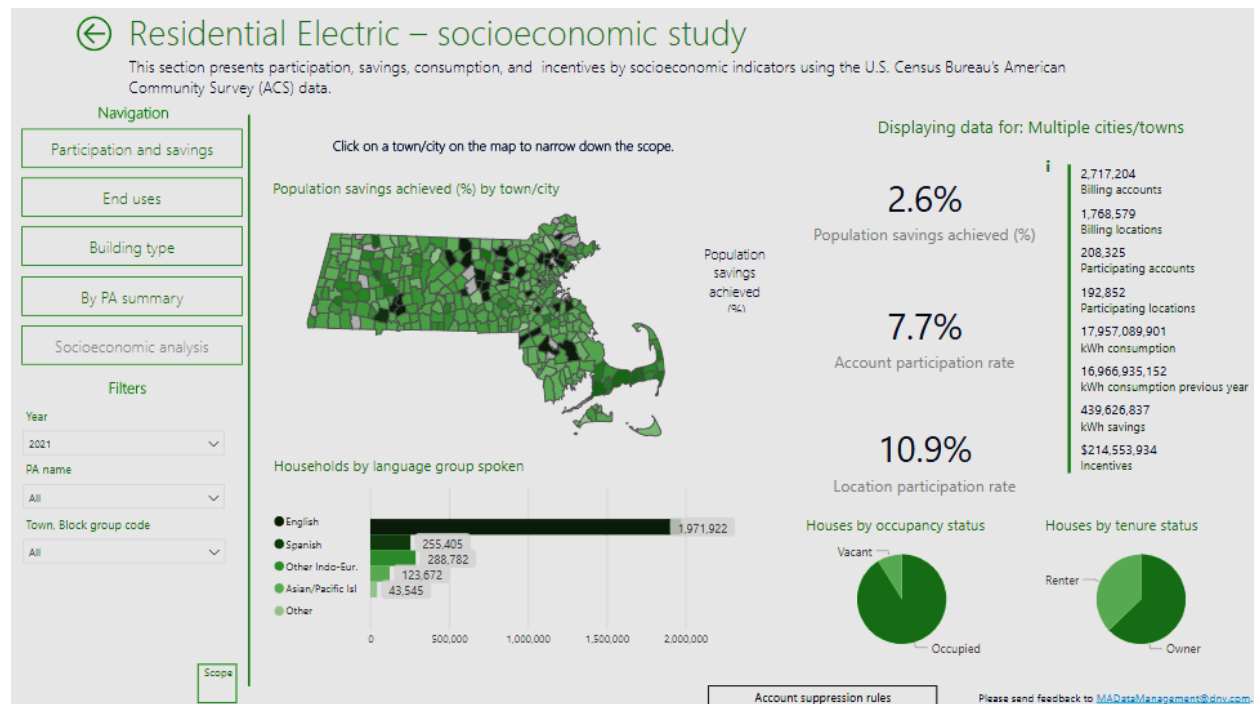 Residential Electric – socioeconomic study
This section presents participation, savings, consumption, and incentives by socioeconomic indicators using the U.S. Census Bureau's American
Community Survey (ACS) data.
Navigation
Participation and savings
End uses
Building type
By PA summary
Socioeconomic analysis
Filters
Year
2021
PA name
All
Town, Block group code
All
Scope
Click on a town/city on the map to narrow down the scope.
Population savings achieved (%) by town/city
Population
savings
achieved
(%)
Households by language group spoken
English
Spanish
Other Indo-Eur.
Asian/Pacific Isl
Other
1,971,922
255,405
288,782
123,672
43,545
0
500,000
1,000,000
1,500,000
2,000,000
Displaying data for: Multiple cities/towns
2.6%
Population savings achieved (%)
7.7%
Account participation rate
10.9%
Location participation rate
i
2,717,204
Billing accounts
1,768,579
Billing locations
208,325
Participating accounts
192,852
Participating locations
17,957,089,901
kWh consumption
16,966,935,152
kWh consumption previous year
439,626,837
kWh savings
$214,553,934
Incentives
Houses by occupancy status
Vacant
Occupied
Houses by tenure status
Renter
Owner
Account suppression rules
Please send feedback to MADataManagement@dnv.com.